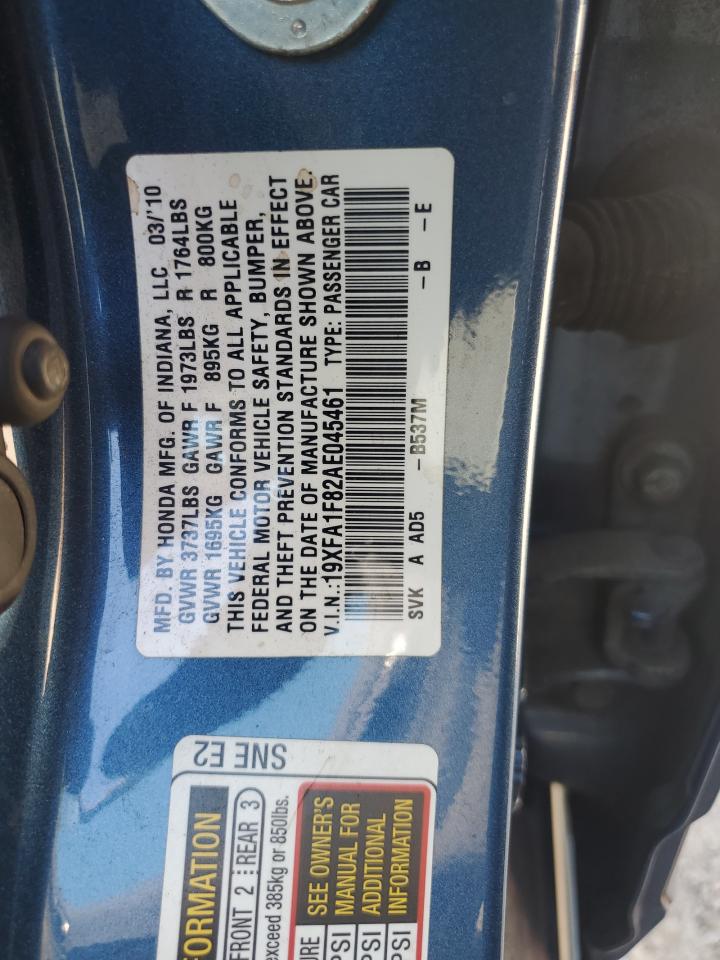 MFD. BY HONDA MFG. OF INDIANA, LLC 03/'10
GVWR 3737LBS GAWR F 1973LBS R 1764LBS
GVWR 1695KG GAWR F 895KG R 800KG
THIS VEHICLE CONFORMS TO ALL APPLICABLE
FEDERAL MOTOR VEHICLE SAFETY, BUMPER,
AND THEFT PREVENTION STANDARDS IN EFFECT
ON THE DATE OF MANUFACTURE SHOWN ABOVE.
V.I.N.:19XFA1F82AE045461 TYPE: PASSENGER CAR
SVK A AD5 -B537M -B -E
SNE E2
ORMATION
FRONT 2 REAR 3
exceed 385kg or 850lbs.
SEE OWNER'S
MANUAL FOR
ADDITIONAL
INFORMATION
URE
PSI
PSI
PSI